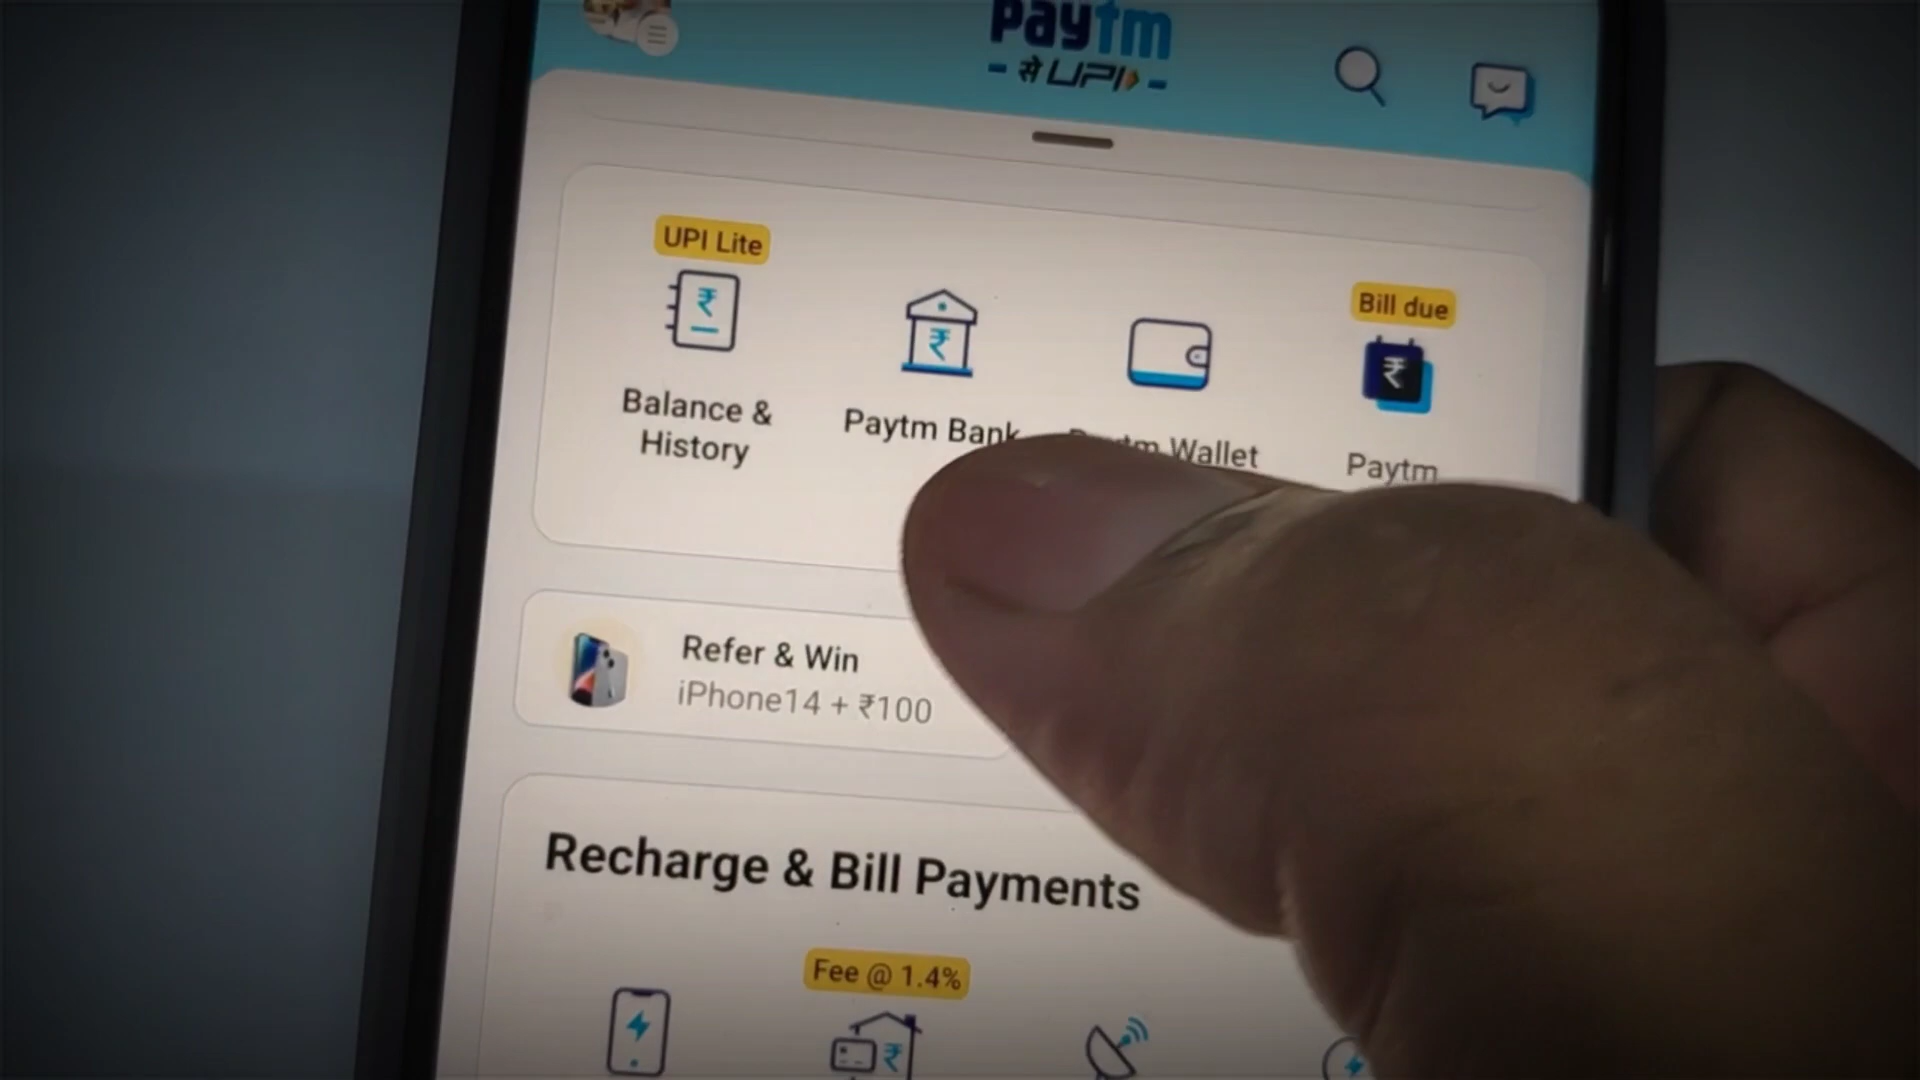 paytm
से UPI
UPI Lite
Bill due
Balance &
History
Paytm Bank
Paytm Wallet
Paytm
Refer & Win
iPhone14 + ₹100
Recharge & Bill Payments
Fee @ 1.4%